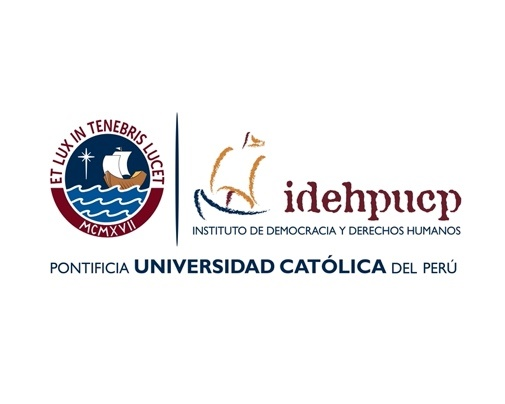 ET LUX IN TENEBRIS LUCET
MCMXVII
idehpucp
INSTITUTO DE DEMOCRACIA Y DERECHOS HUMANOS
PONTIFICIA UNIVERSIDAD CATÓLICA DEL PERÚ